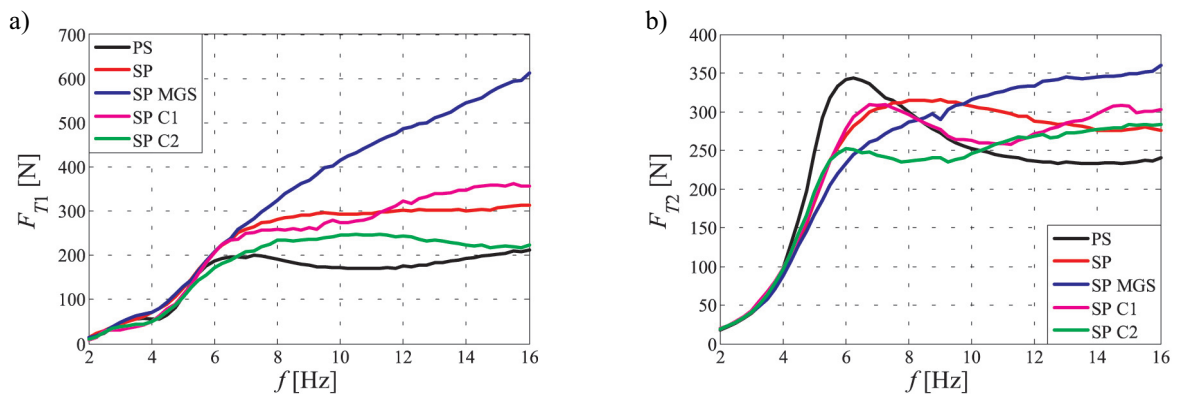 a)
700
600
500
400
300
200
100
0
F_T1 [N]
PS
SP
SP MGS
SP C1
SP C2
2 4 6 8 10 12 14 16
f [Hz]
b)
400
350
300
250
200
150
100
50
0
F_T2 [N]
PS
SP
SP MGS
SP C1
SP C2
2 4 6 8 10 12 14 16
f [Hz]